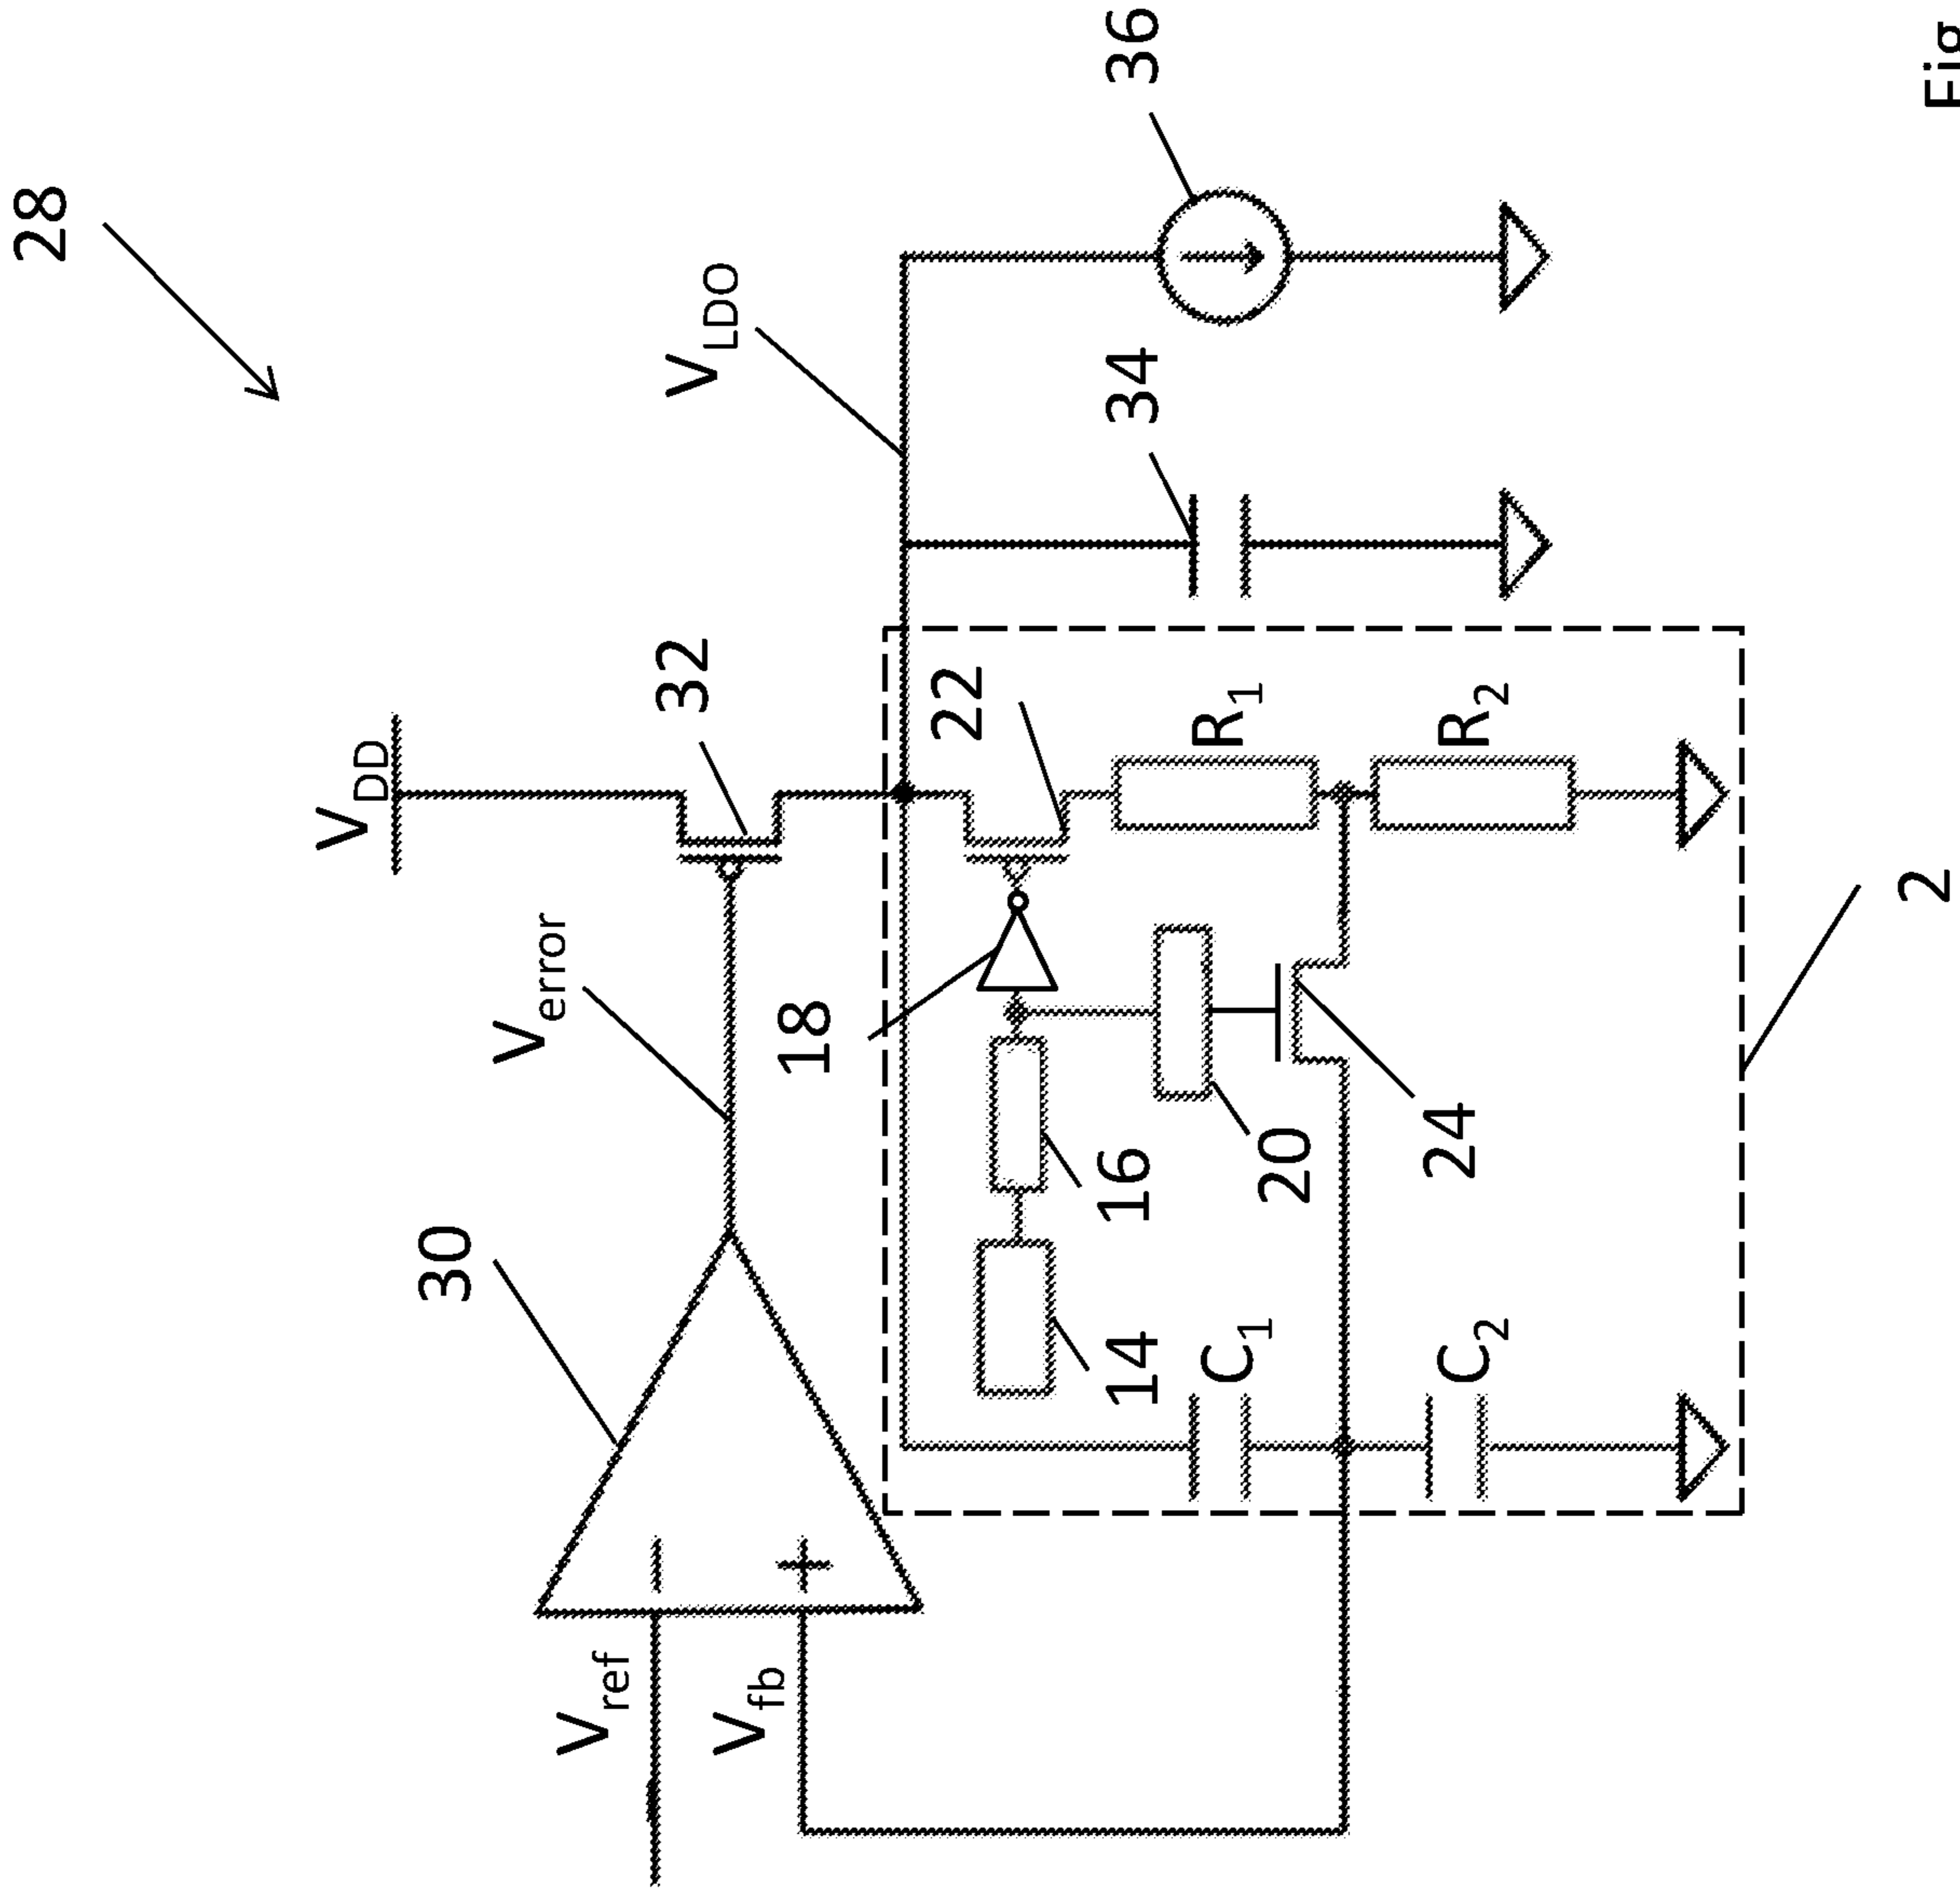 28
V_DD
32
V_error
30
V_LDO
V_ref
V_fb
18
22
36
34
16
14
20
24
R_1
R_2
C_1
C_2
2
Fig